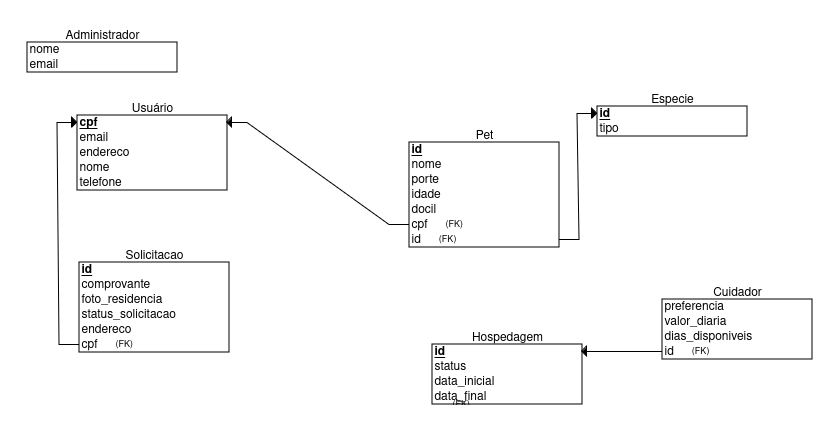 Administrador
nome
email
Usuário
cpf
email
endereco
nome
telefone
Solicitacao
id
comprovante
foto_residencia
status_solicitacao
endereco
cpf (FK)
Pet
id
nome
porte
idade
docil
cpf (FK)
id (FK)
Especie
id
tipo
Hospedagem
id
status
data_inicial
data_final
(FK)
Cuidador
preferencia
valor_diaria
dias_disponiveis
id (FK)